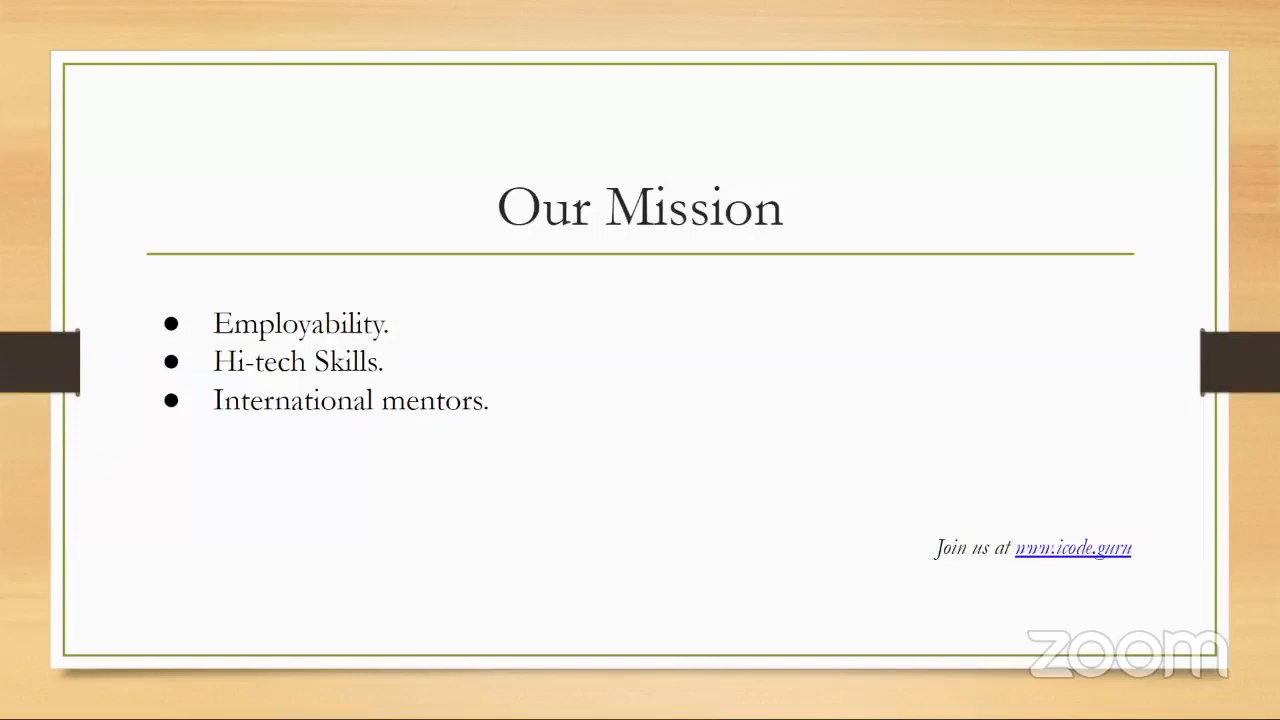 Our Mission
● Employability.
● Hi-tech Skills.
● International mentors.
Join us at www.icode.guru
zoom